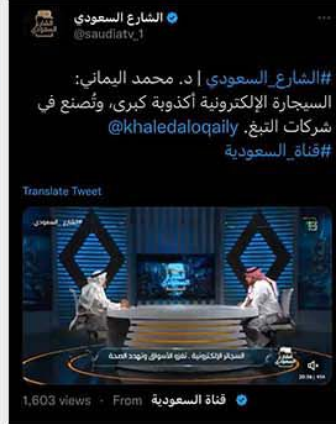 الشارع السعودي
@saudiatv_1
#الشارع_السعودي | د. محمد اليماني:
السيجارة الإلكترونية أكذوبة كبرى، وتُصنع في
شركات التبغ. @khaledaloqaily
#قناة_السعودية
Translate Tweet
#الشارع_السعودي
السجائر الإلكترونية .. تغزو الأسواق وتهدد الصحة
1,603 views · From قناة السعودية